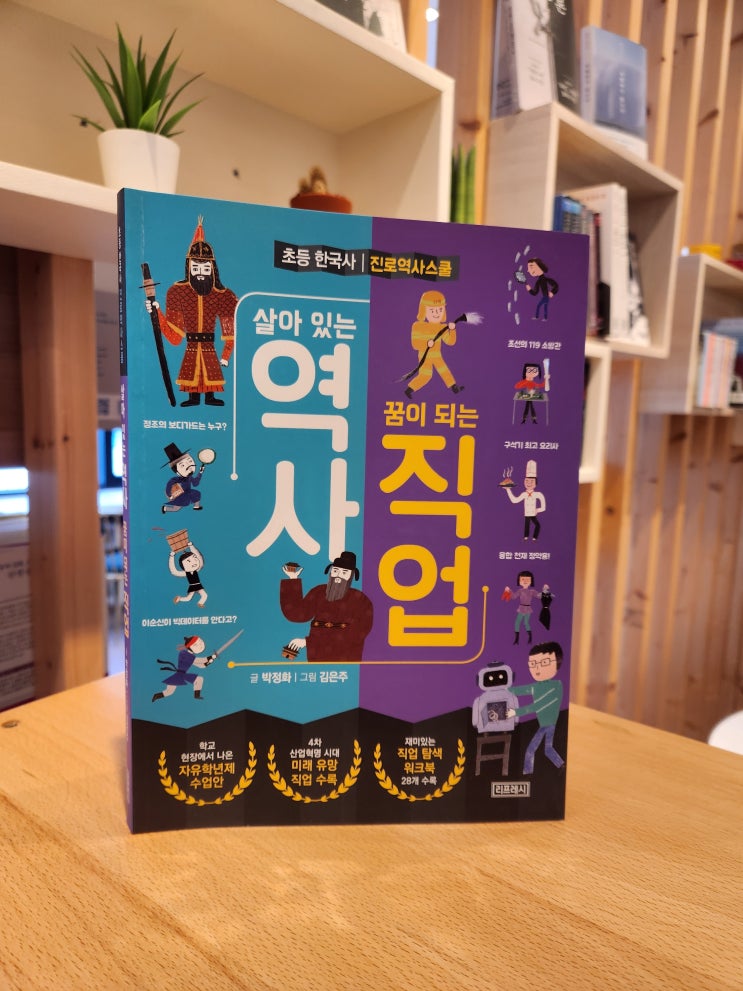 초등 한국사 | 진로역사스쿨
살아 있는
역사
꿈이 되는
직업
정조의 보디가드는 누구?
이순신이 빅데이터를 안다고?
조선의 119 소방관
구석기 최고 요리사
융합 천재 정약용!
글 박정화 | 그림 김은주
학교
현장에서 나온
자유학년제
수업안
4차
산업혁명 시대
미래 유망
직업 수록
재미있는
직업 탐색
워크북
28개 수록
리프레시